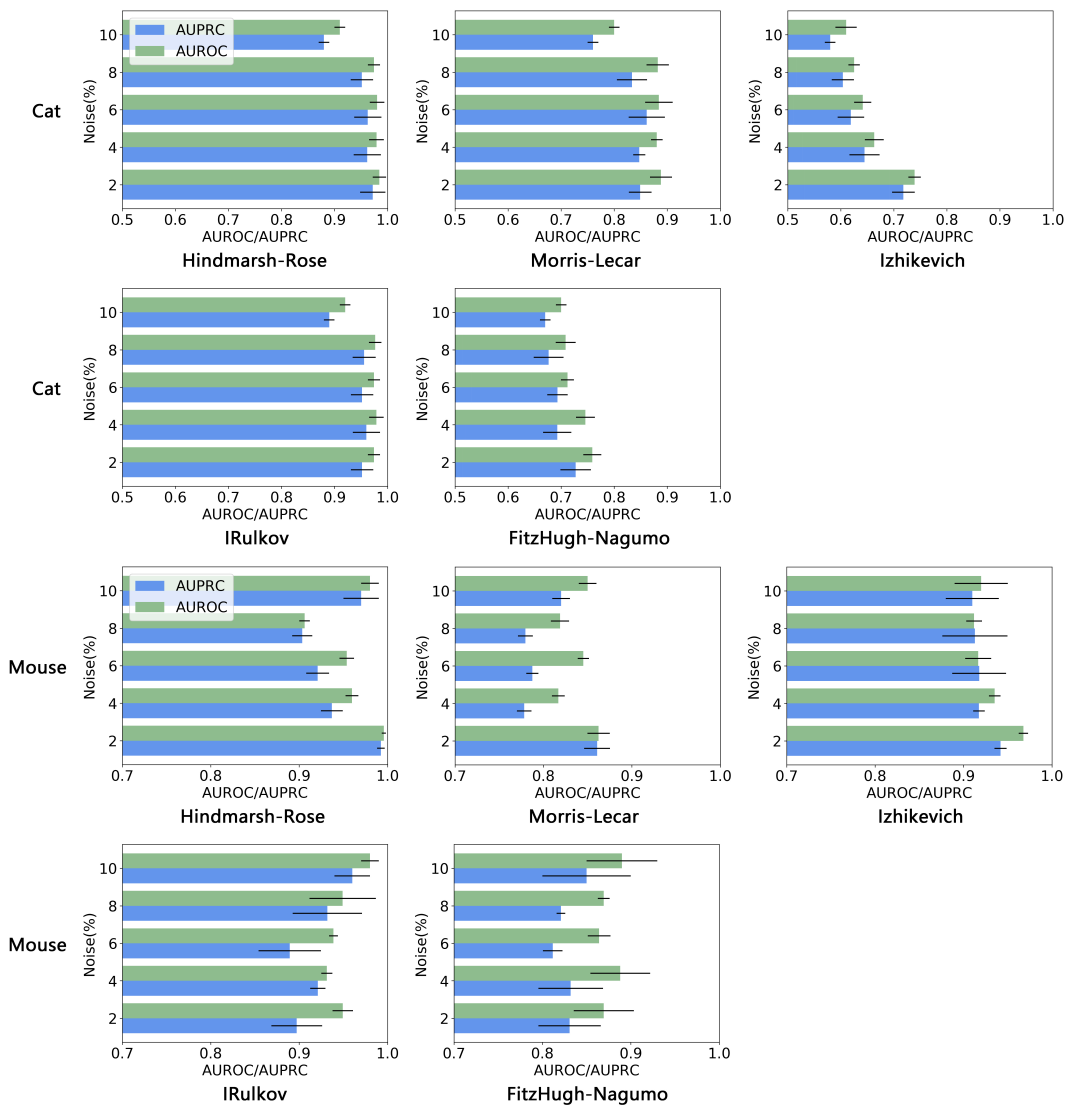 AUPRC
AUROC
Cat
Noise(%)
10
8
6
4
2
0.5 0.6 0.7 0.8 0.9 1.0
AUROC/AUPRC
Hindmarsh-Rose
Noise(%)
10
8
6
4
2
0.5 0.6 0.7 0.8 0.9 1.0
AUROC/AUPRC
Morris-Lecar
Noise(%)
10
8
6
4
2
0.5 0.6 0.7 0.8 0.9 1.0
AUROC/AUPRC
Izhikevich
Cat
Noise(%)
10
8
6
4
2
0.5 0.6 0.7 0.8 0.9 1.0
AUROC/AUPRC
IRulkov
Noise(%)
10
8
6
4
2
0.5 0.6 0.7 0.8 0.9 1.0
AUROC/AUPRC
FitzHugh-Nagumo
AUPRC
AUROC
Mouse
Noise(%)
10
8
6
4
2
0.7 0.8 0.9 1.0
AUROC/AUPRC
Hindmarsh-Rose
Noise(%)
10
8
6
4
2
0.7 0.8 0.9 1.0
AUROC/AUPRC
Morris-Lecar
Noise(%)
10
8
6
4
2
0.7 0.8 0.9 1.0
AUROC/AUPRC
Izhikevich
Mouse
Noise(%)
10
8
6
4
2
0.7 0.8 0.9 1.0
AUROC/AUPRC
IRulkov
Noise(%)
10
8
6
4
2
0.7 0.8 0.9 1.0
AUROC/AUPRC
FitzHugh-Nagumo